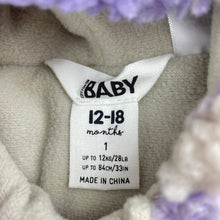 BABY
12-18
months
1
UP TO 12KG/28LB
UP TO 84CM/33IN
MADE IN CHINA